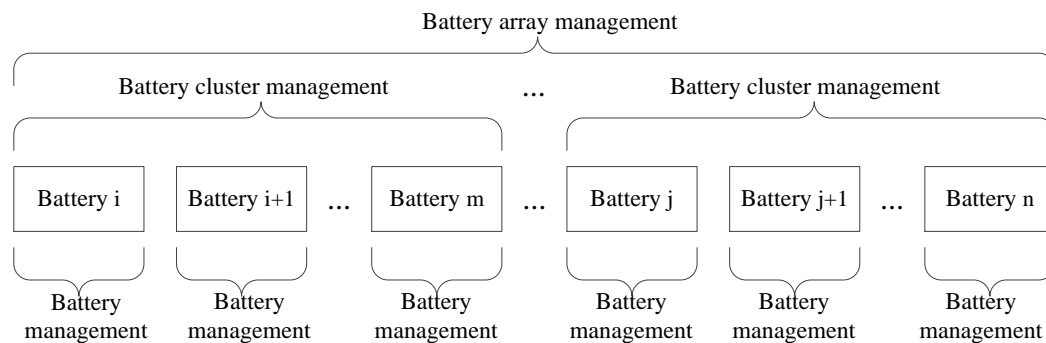 Battery array management
Battery cluster management ... Battery cluster management
Battery i Battery i+1 ... Battery m ... Battery j Battery j+1 ... Battery n
Battery Battery Battery Battery Battery Battery
management management management management management management